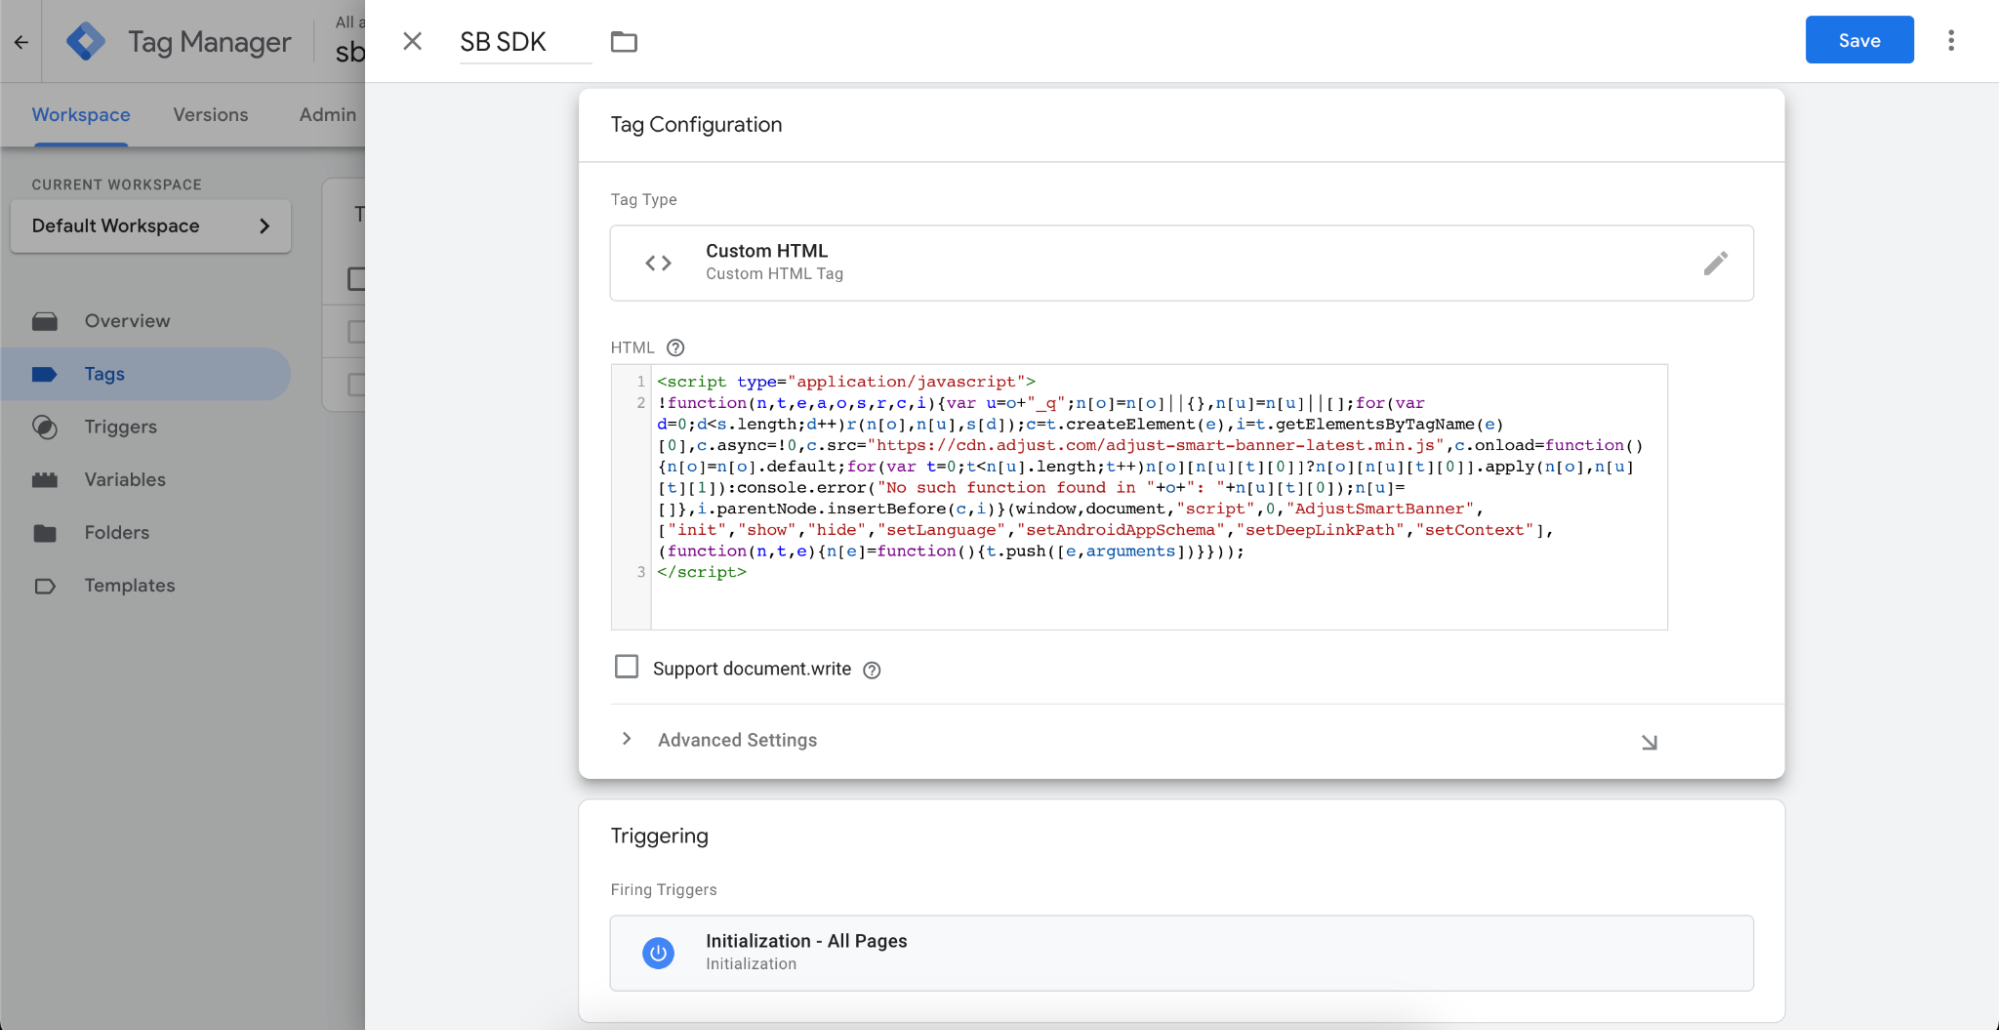 All a
Tag Manager
sb
SB SDK
Save
Workspace
Versions
Admin
CURRENT WORKSPACE
Default Workspace
T
Overview
Tags
Triggers
Variables
Folders
Templates
Tag Configuration
Tag Type
Custom HTML
Custom HTML Tag
HTML
1 <script type="application/javascript">
2 !function(n,t,e,a,o,s,r,c,i){var u=o+"_q";n[o]=n[o]||{},n[u]=n[u]||[];for(var
d=0;d<s.length;d++)r(n[o],n[u],s[d]);c=t.createElement(e),i=t.getElementsByTagName(e)
[0],c.async=!0,c.src="https://cdn.adjust.com/adjust-smart-banner-latest.min.js",c.onload=function()
{n[o]=n[o].default;for(var t=0;t<n[u].length;t++)n[o][n[u][t][0]]?n[o][n[u][t][0]].apply(n[o],n[u]
[t][1]):console.error("No such function found in "+o+": "+n[u][t][0]);n[u]=
[]},i.parentNode.insertBefore(c,i)}(window,document,"script",0,"AdjustSmartBanner",
["init","show","hide","setLanguage","setAndroidAppSchema","setDeepLinkPath","setContext"],
(function(n,t,e){n[e]=function(){t.push([e,arguments])}}));
3 </script>
Support document.write
Advanced Settings
Triggering
Firing Triggers
Initialization - All Pages
Initialization